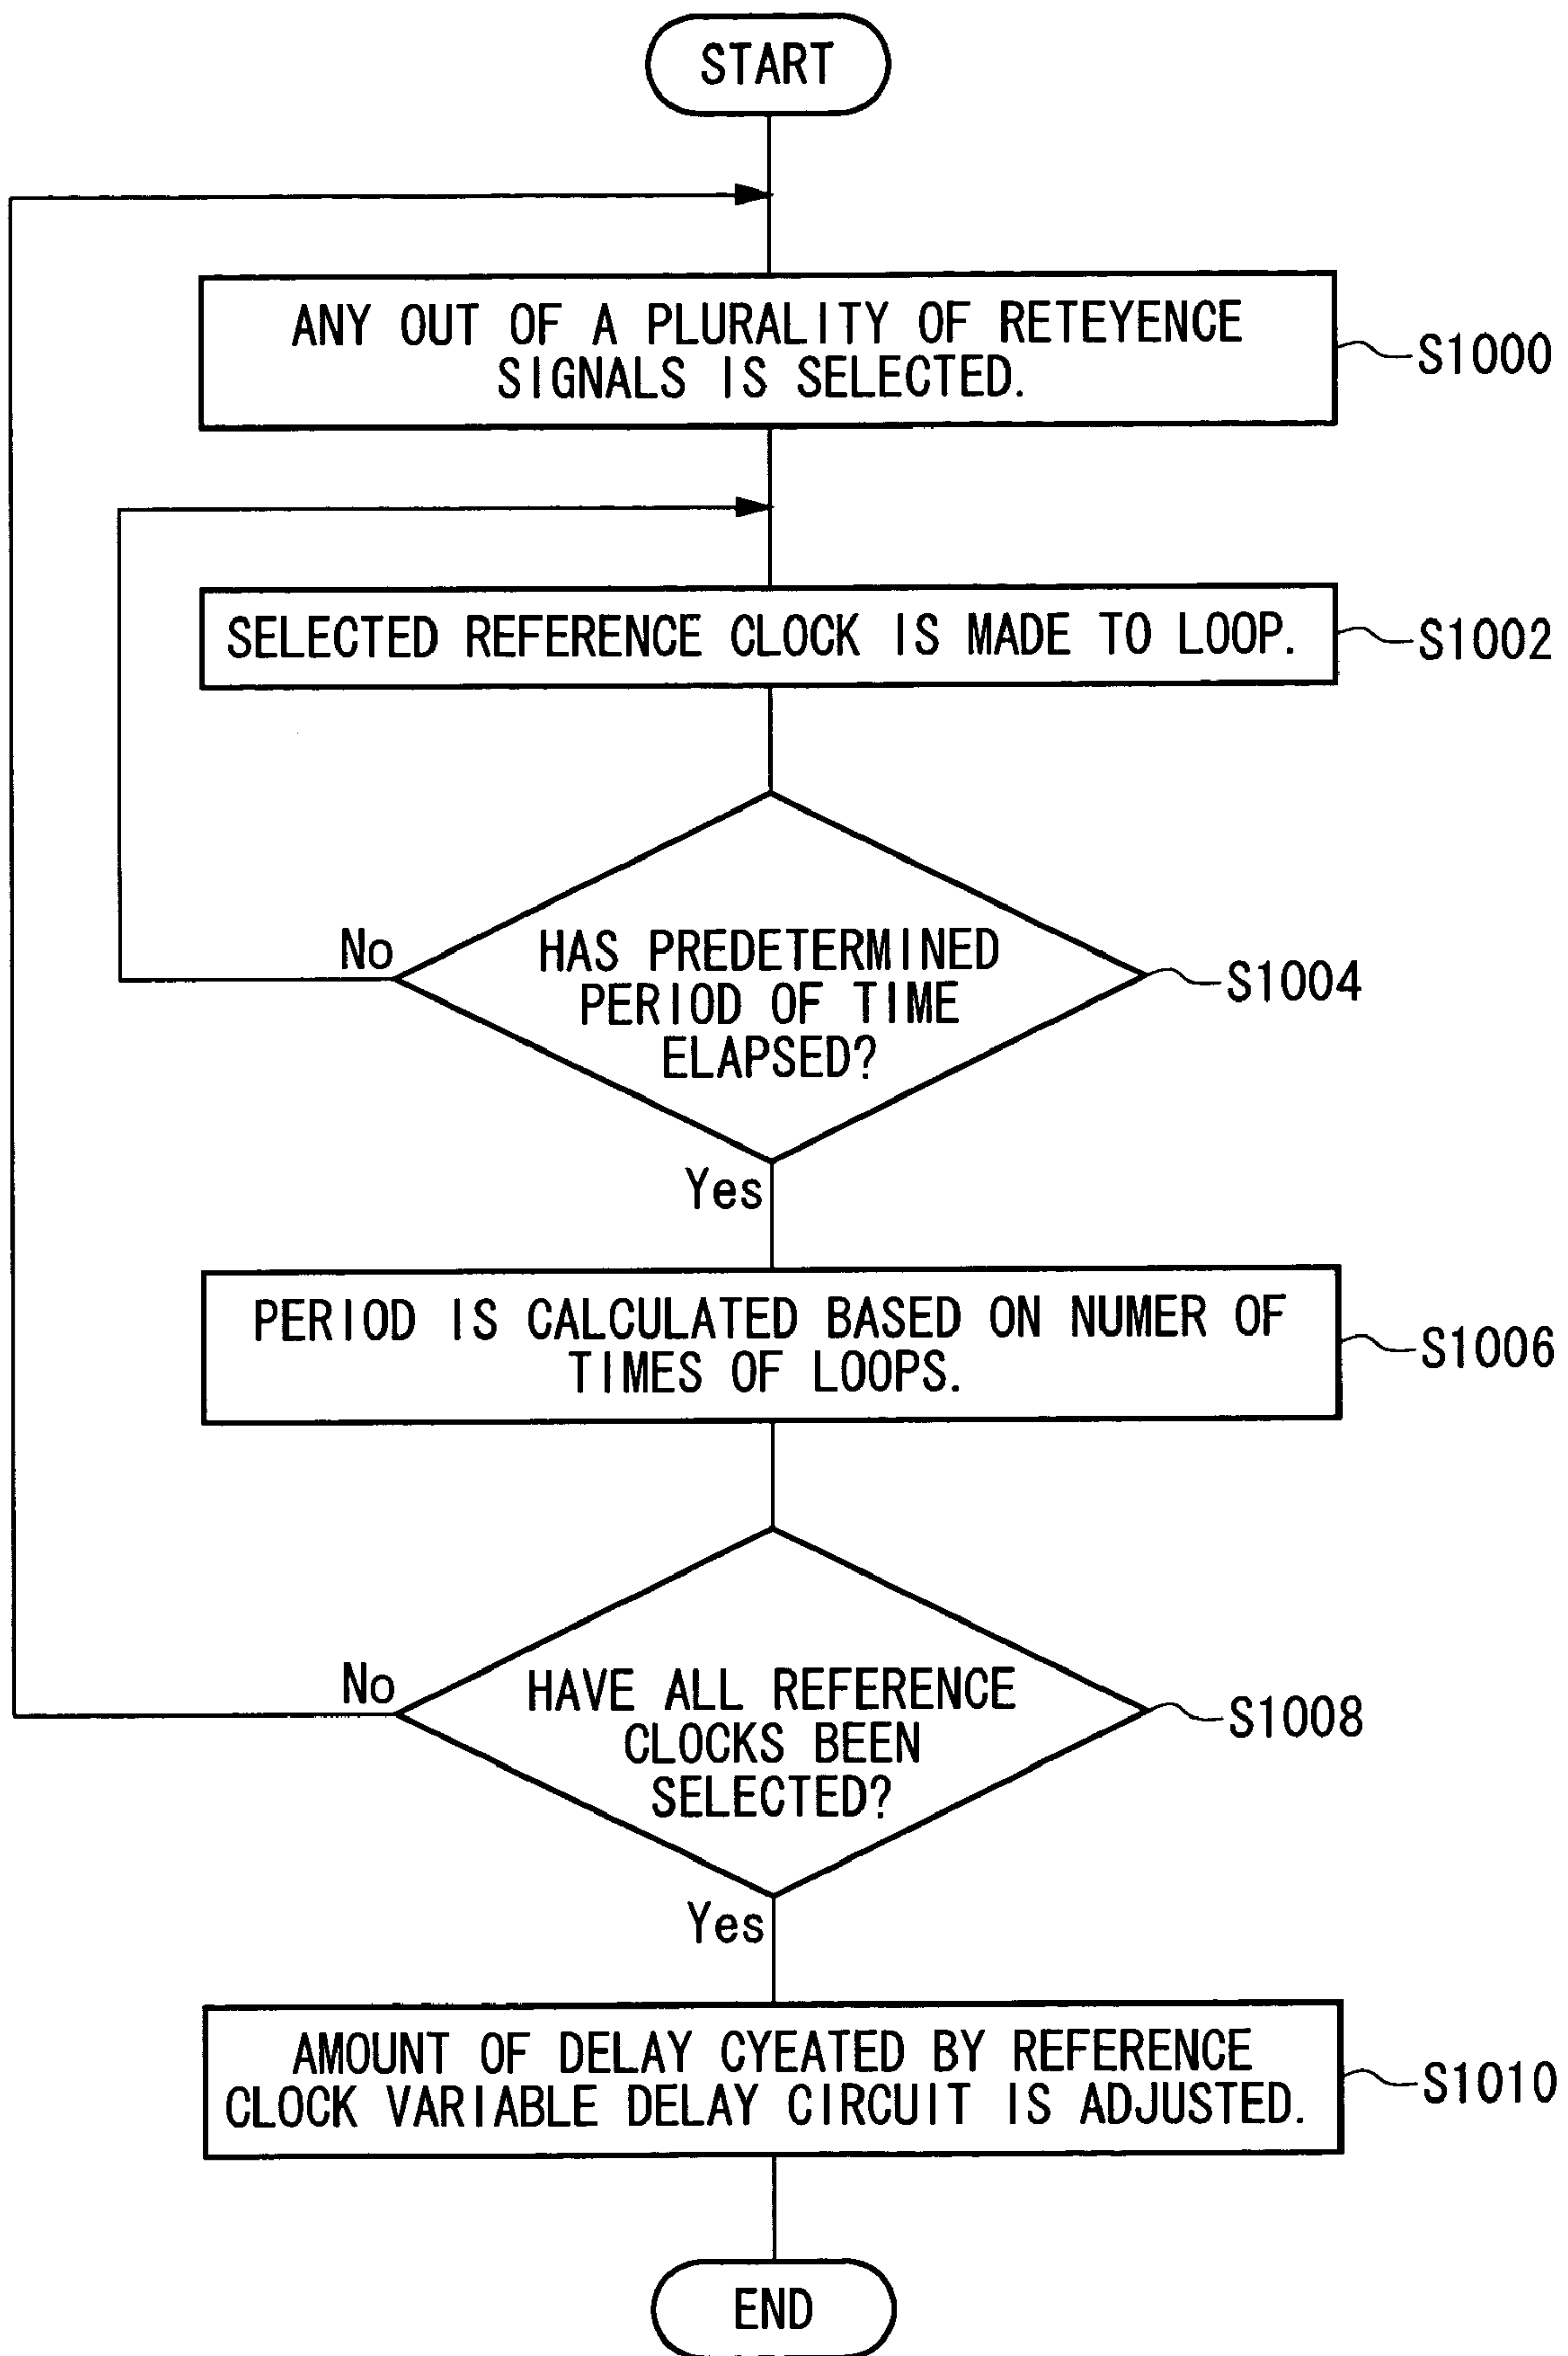 START
ANY OUT OF A PLURALITY OF RETEYENCE
SIGNALS IS SELECTED.
S1000
SELECTED REFERENCE CLOCK IS MADE TO LOOP.
S1002
No
HAS PREDETERMINED
PERIOD OF TIME
ELAPSED?
S1004
Yes
PERIOD IS CALCULATED BASED ON NUMER OF
TIMES OF LOOPS.
S1006
No
HAVE ALL REFERENCE
CLOCKS BEEN
SELECTED?
S1008
Yes
AMOUNT OF DELAY CYEATED BY REFERENCE
CLOCK VARIABLE DELAY CIRCUIT IS ADJUSTED.
S1010
END